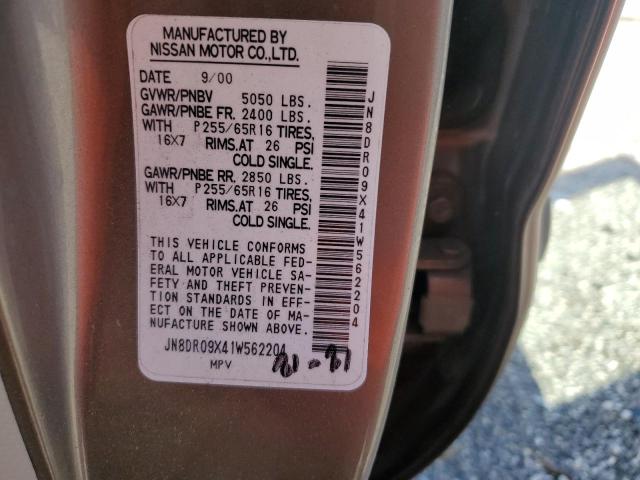 MANUFACTURED BY
NISSAN MOTOR CO.,LTD.
DATE 9/00
GVWR/PNBV 5050 LBS.
GAWR/PNBE FR. 2400 LBS.
WITH P255/65R16 TIRES,
16X7 RIMS,AT 26 PSI
COLD SINGLE.
GAWR/PNBE RR. 2850 LBS.
WITH P255/65R16 TIRES,
16X7 RIMS,AT 26 PSI
COLD SINGLE.
THIS VEHICLE CONFORMS
TO ALL APPLICABLE FED-
ERAL MOTOR VEHICLE SA-
FETY AND THEFT PREVEN-
TION STANDARDS IN EFF-
ECT ON THE DATE OF MA-
NUFACTURE SHOWN ABOVE.
JN8DR09X41W562204
MPV
JN8DR09X41W562204